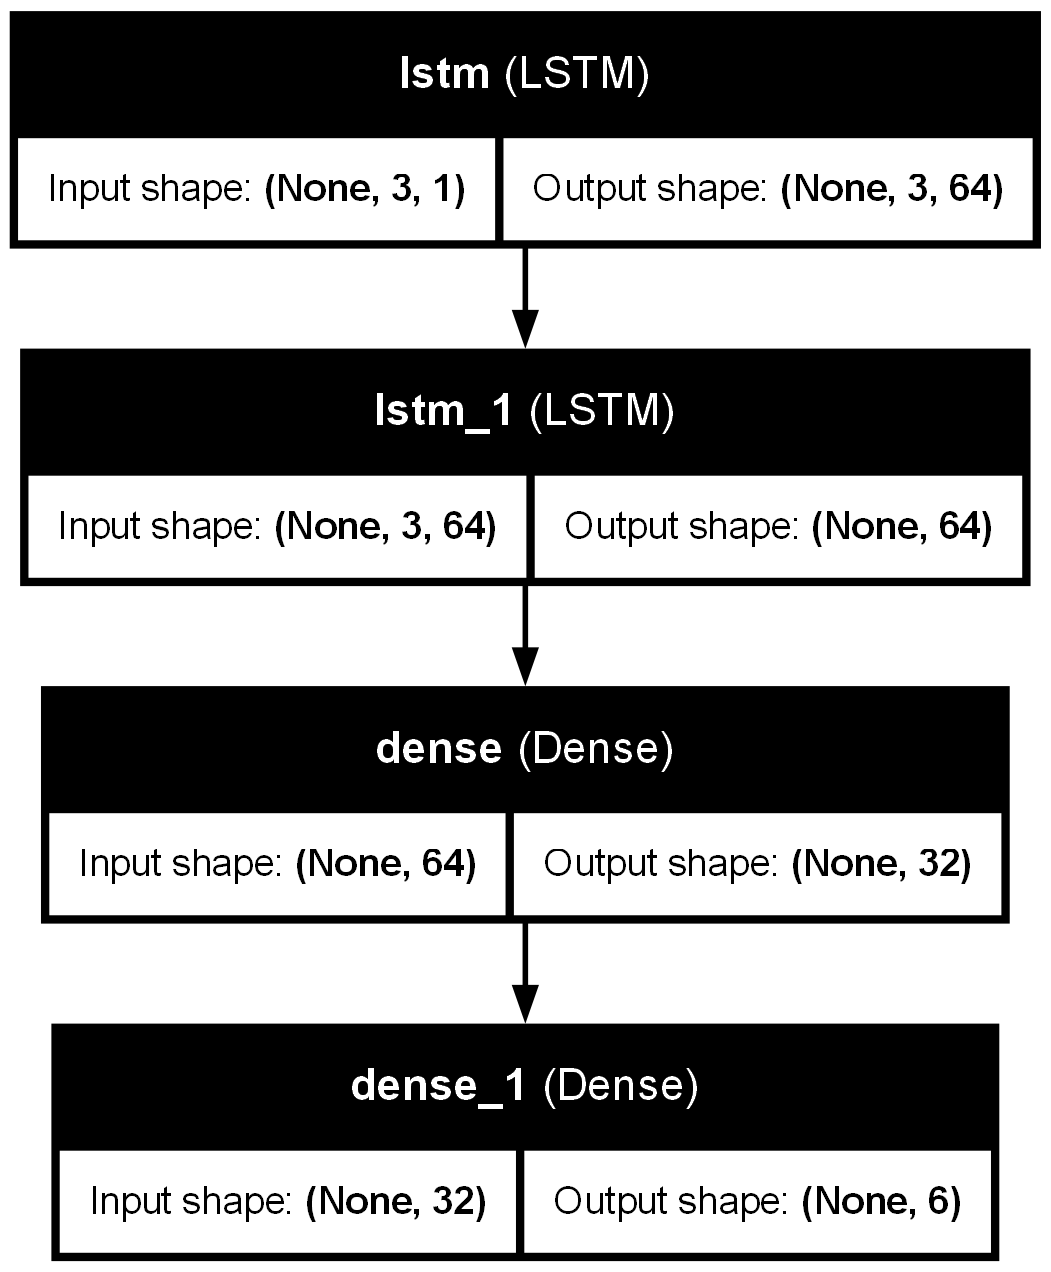 lstm (LSTM)
Input shape: (None, 3, 1) Output shape: (None, 3, 64)
lstm_1 (LSTM)
Input shape: (None, 3, 64) Output shape: (None, 64)
dense (Dense)
Input shape: (None, 64) Output shape: (None, 32)
dense_1 (Dense)
Input shape: (None, 32) Output shape: (None, 6)